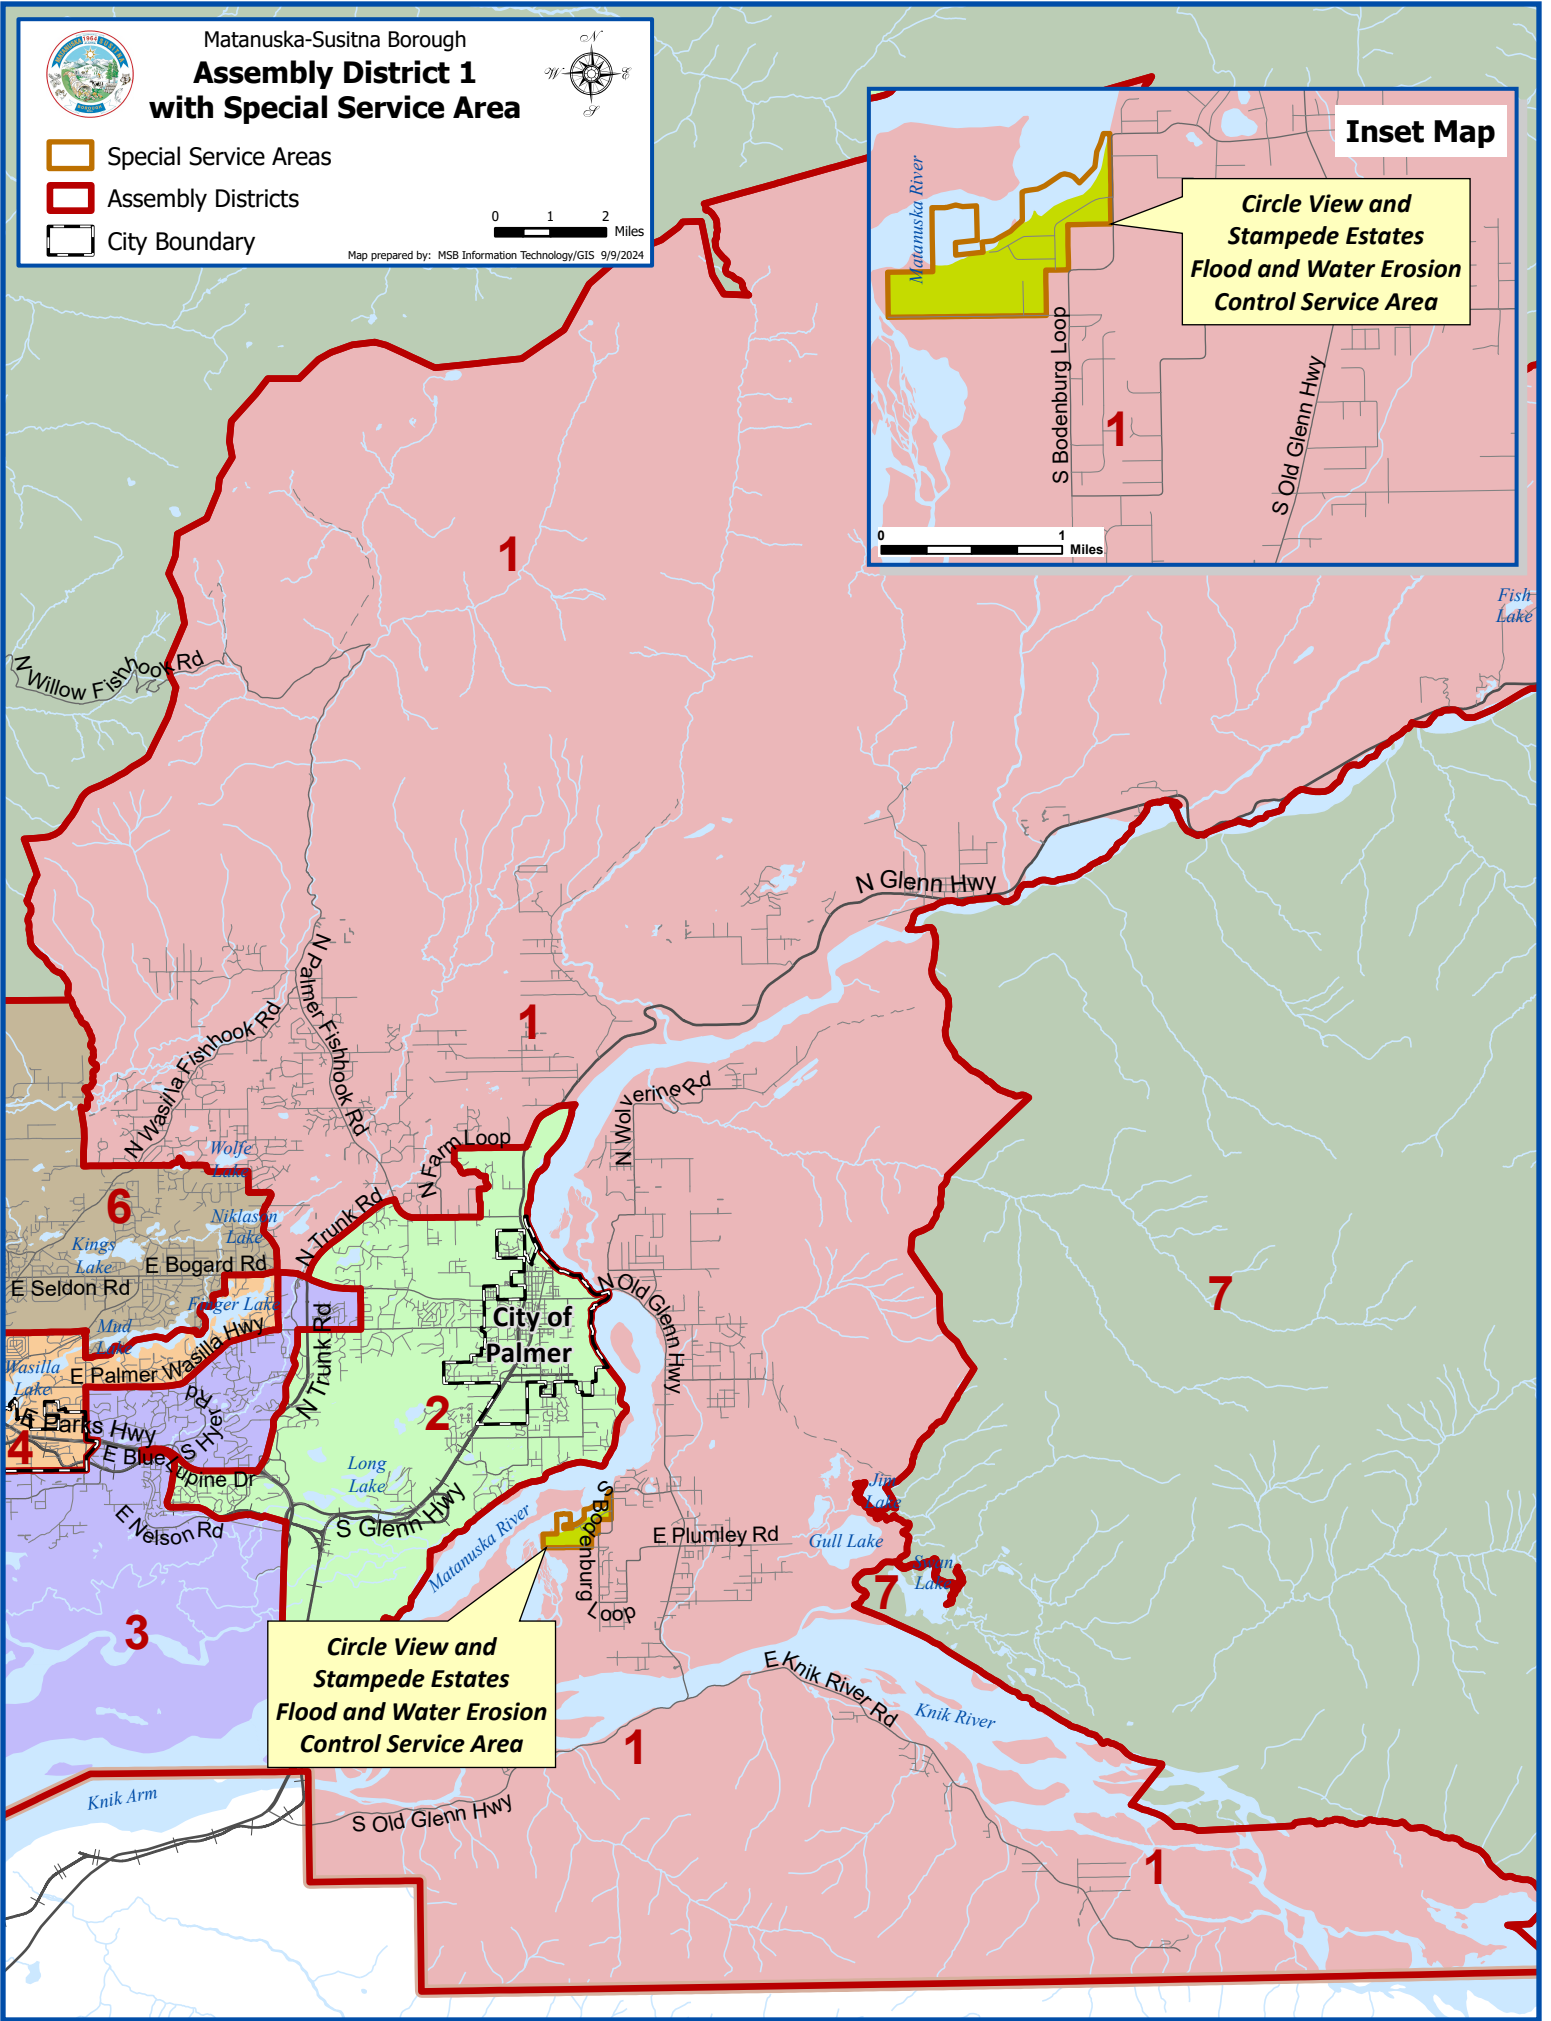 Matanuska-Susitna Borough
Assembly District 1
with Special Service Area
N
W
E
S
1964
BOROUGH
Special Service Areas
Assembly Districts
City Boundary
0 1 2
Miles
Map prepared by: MSB Information Technology/GIS 9/9/2024
Inset Map
Matanuska River
Circle View and
Stampede Estates
Flood and Water Erosion
Control Service Area
S Bodenburg Loop
1
S Old Glenn Hwy
0 1
Miles
1
Fish
Lake
N Willow Fishhook Rd
N Glenn Hwy
N Palmer Fishhook Rd
N Wasilla Fishhook Rd
1
N Wolverine Rd
N Farm Loop
Wolfe
Lake
6
Niklason
Lake
N Trunk Rd
Kings
Lake
E Bogard Rd
E Seldon Rd
7
Finger Lake
N Old Glenn Hwy
City of
Palmer
Mud
Lake
N Trunk Rd
E Palmer Wasilla Hwy
Wasilla
Lake
2
S Hyer Rd
E Parks Hwy
4
E Blue Lupine Dr
Long
Lake
Jim
Lake
S Glenn Hwy
E Nelson Rd
Matanuska River
S Bodenburg Loop
E Plumley Rd
Gull Lake
Swan
Lake
7
3
Circle View and
Stampede Estates
Flood and Water Erosion
Control Service Area
E Knik River Rd
Knik River
1
Knik Arm
S Old Glenn Hwy
1